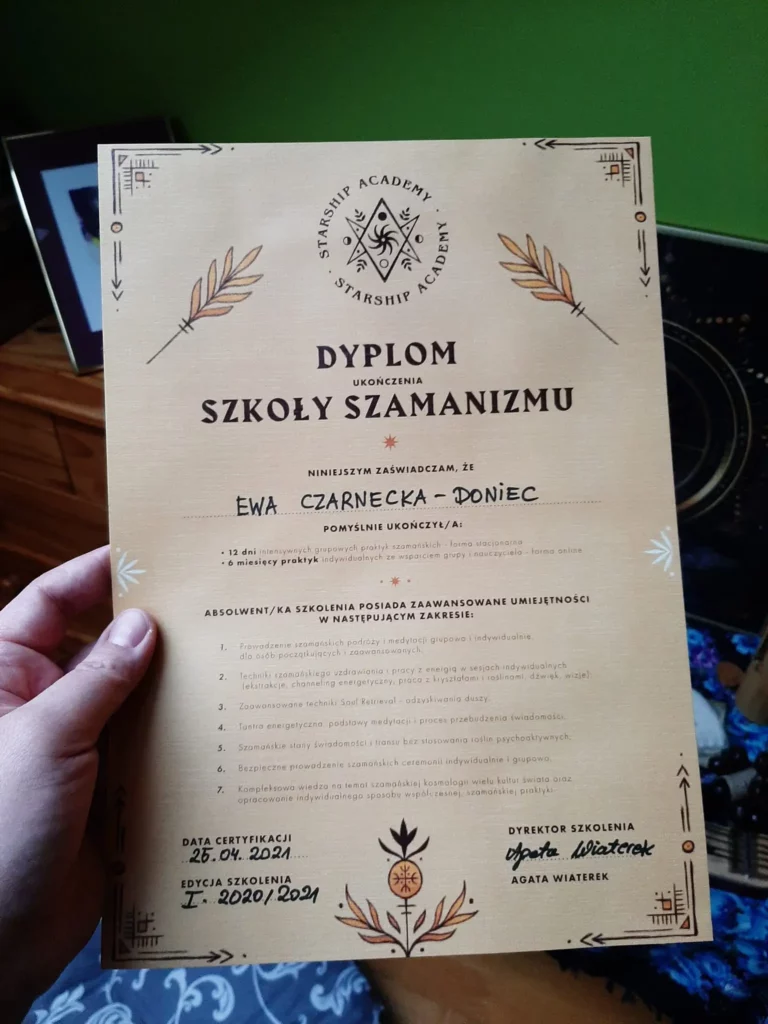 STARSHIP ACADEMY · STARSHIP ACADEMY ·
DYPLOM
UKOŃCZENIA
SZKOŁY SZAMANIZMU
NINIEJSZYM ZAŚWIADCZAM, ŻE
EWA CZARNECKA-DONIEC
POMYŚLNIE UKOŃCZYŁ/A:
• 12 dni intensywnych grupowych praktyk szamańskich - forma stacjonarna
• 6 miesięcy praktyk indywidualnych ze wsparciem grupy i nauczyciela - forma online
ABSOLWENT/KA SZKOLENIA POSIADA ZAAWANSOWANE UMIEJĘTNOŚCI
W NASTĘPUJĄCYM ZAKRESIE:
1. Prowadzenie szamańskich podróży i medytacji grupowo i indywidualnie,
dla osób początkujących i zaawansowanych.
2. Techniki szamańskiego uzdrawiania i pracy z energią w sesjach indywidualnych
(ekstrakcje, channeling energetyczny, praca z kryształami i roślinami, dźwięk, wizje).
3. Zaawansowane techniki Soul Retrieval - odzyskiwania duszy.
4. Tantra energetyczna: podstawy medytacji i proces przebudzenia świadomości.
5. Szamańskie stany świadomości i transu bez stosowania roślin psychoaktywnych.
6. Bezpieczne prowadzenie szamańskich ceremonii indywidualnie i grupowo.
7. Kompleksowa wiedza na temat szamańskiej kosmologii wielu kultur świata oraz
opracowanie indywidualnego sposobu współczesnej, szamańskiej praktyki.
DATA CERTYFIKACJI
25.04.2021
EDYCJA SZKOLENIA
I. 2020/2021
DYREKTOR SZKOLENIA
Agata Wiaterek
AGATA WIATEREK